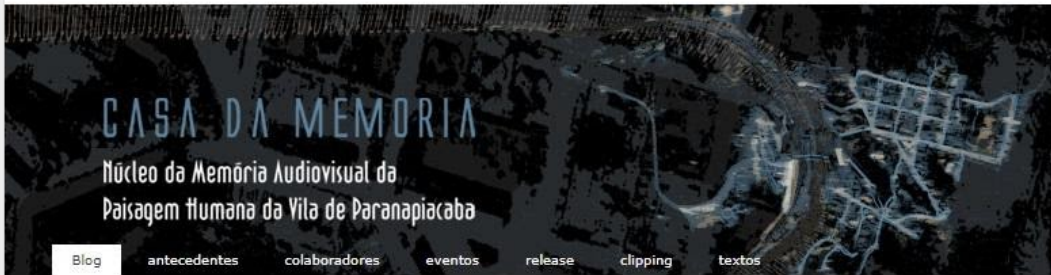 CASA DA MEMORIA
Núcleo da Memória Audiovisual da
Paisagem Humana da Vila de Paranapiacaba
Blog antecedentes colaboradores eventos release clipping textos